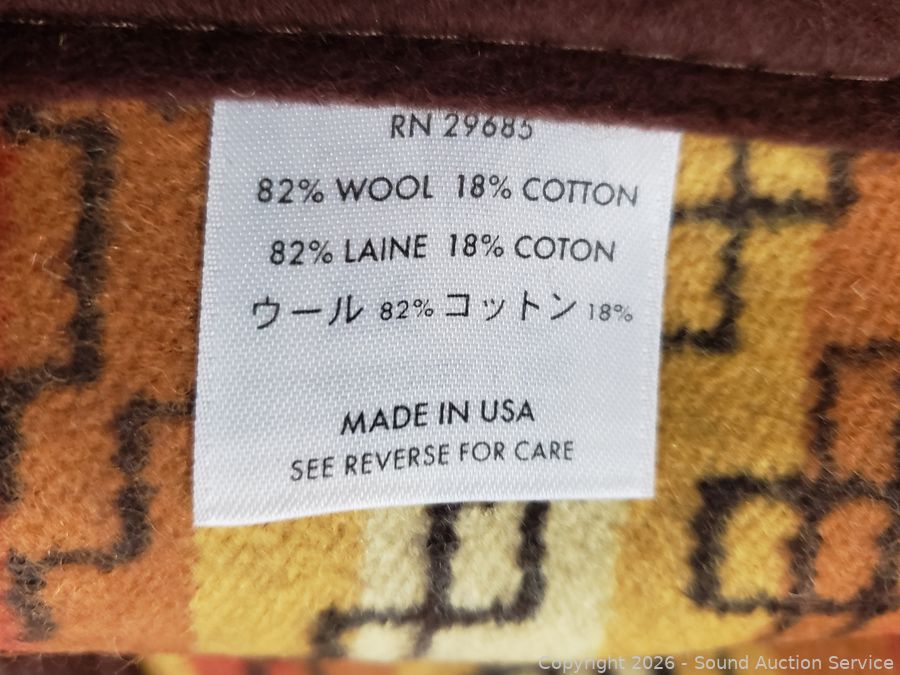 RN 29685
82% WOOL 18% COTTON
82% LAINE 18% COTON
ウール 82% コットン 18%
MADE IN USA
SEE REVERSE FOR CARE
Copyright 2026 - Sound Auction Service